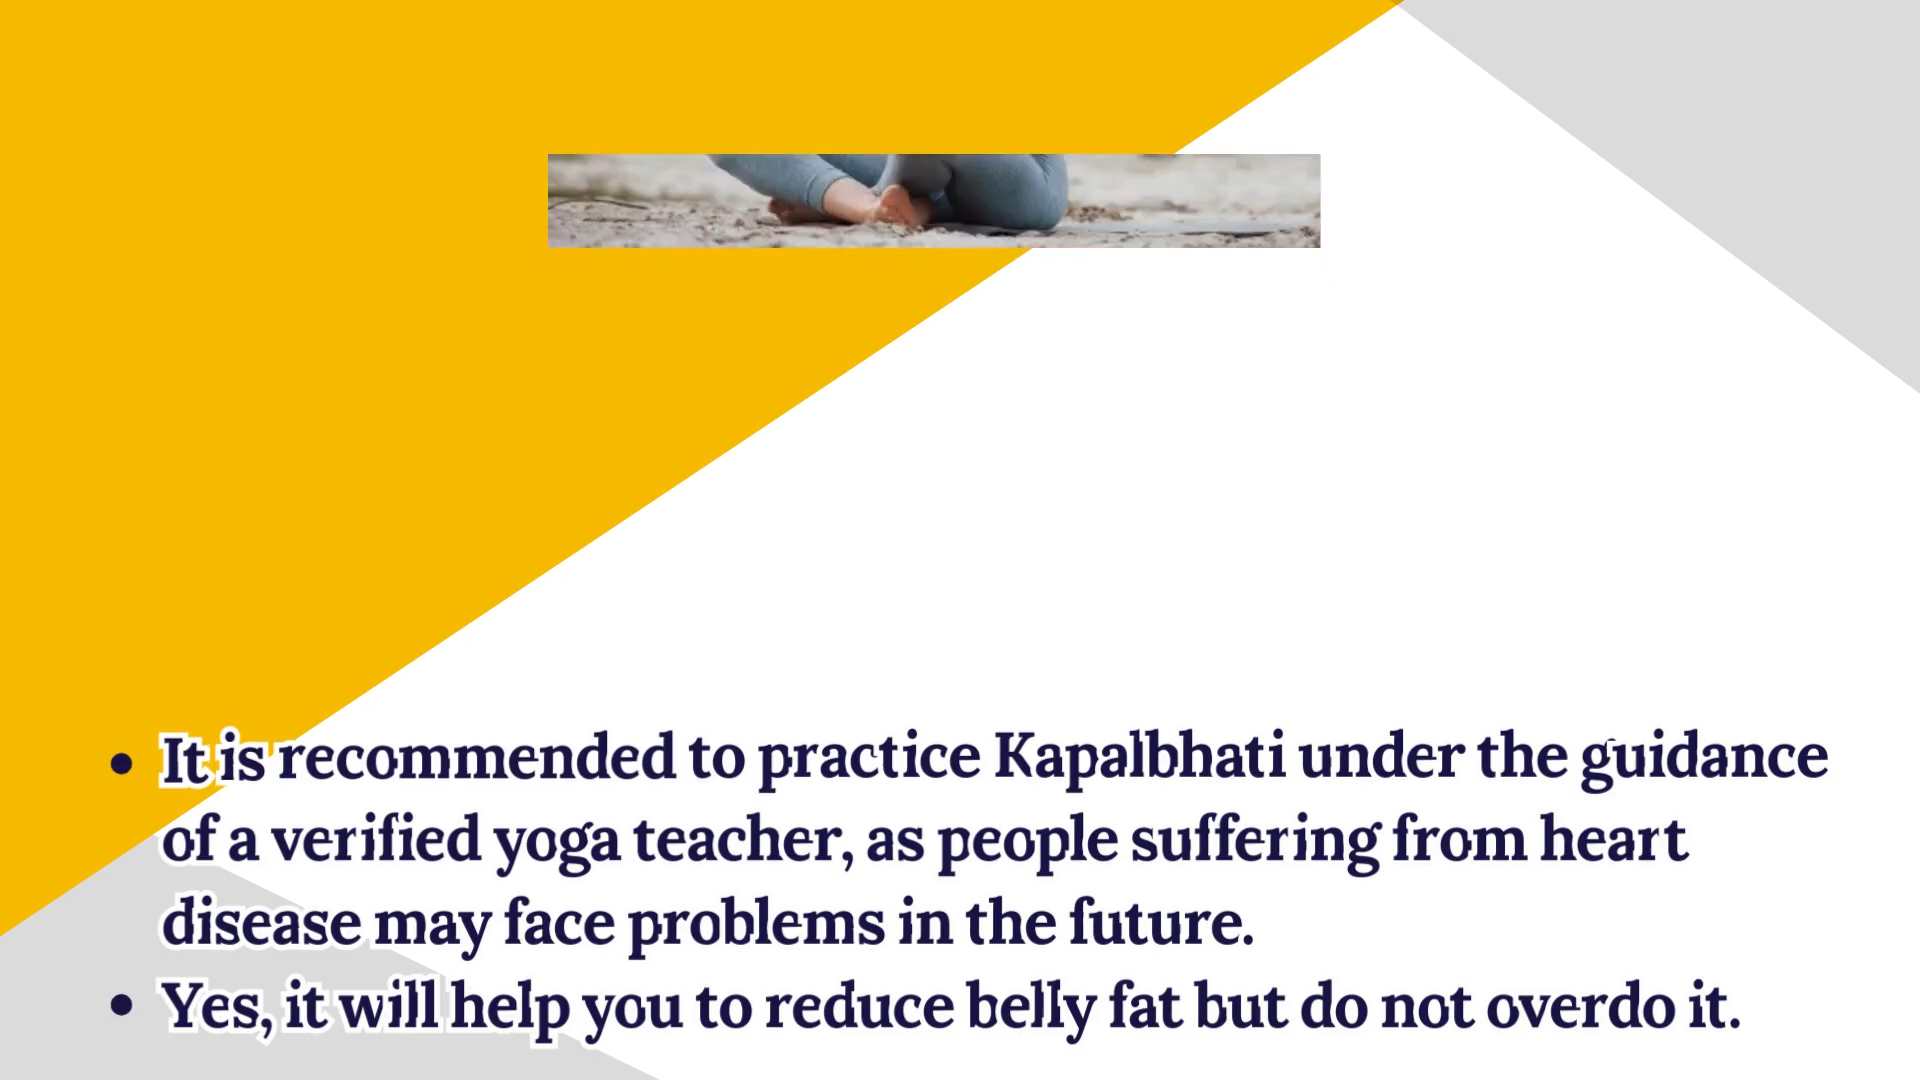 • It is recommended to practice Kapalbhati under the guidance
of a verified yoga teacher, as people suffering from heart
disease may face problems in the future.
• Yes, it will help you to reduce belly fat but do not overdo it.